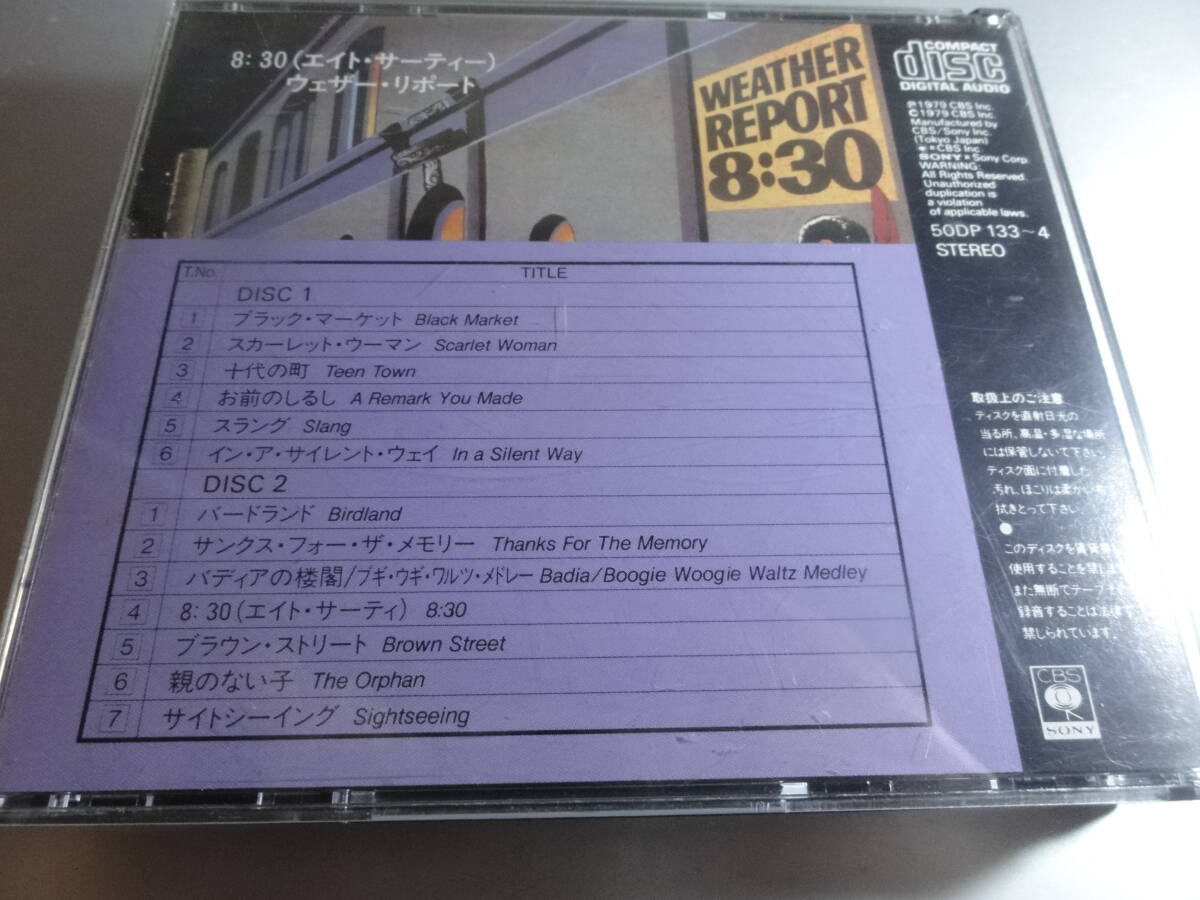 8:30(エイト・サーティー)
ウェザー・リポート
WEATHER
REPORT
8:30
COMPACT
disc
DIGITAL AUDIO
℗1979 CBS Inc.
©1979 CBS Inc.
Manufactured by
CBS/Sony Inc.
(Tokyo Japan)
CBS Inc.
SONY Sony Corp.
WARNING:
All Rights Reserved.
Unauthorized
duplication is
a violation
of applicable laws.
50DP 133~4
STEREO
T.No. TITLE
DISC 1
1 ブラック・マーケット Black Market
2 スカーレット・ウーマン Scarlet Woman
3 十代の町 Teen Town
4 お前のしるし A Remark You Made
5 スラング Slang
6 イン・ア・サイレント・ウェイ In a Silent Way
DISC 2
1 バードランド Birdland
2 サンクス・フォー・ザ・メモリー Thanks For The Memory
3 バディアの楼閣/ブギ・ウギ・ワルツ・メドレー Badia/Boogie Woogie Waltz Medley
4 8:30(エイト・サーティ) 8:30
5 ブラウン・ストリート Brown Street
6 親のない子 The Orphan
7 サイトシーイング Sightseeing
取扱上のご注意
ディスクを直射日光の
当る所、高温・多湿な場所
には保管しないで下さい。
ディスク面に付着した
汚れ、ほこりは柔かい
拭きとって下さい。
●
このディスクを賃貸
使用することを禁じ
また無断でテープ
録音することは法
禁じられています。
CBS
SONY